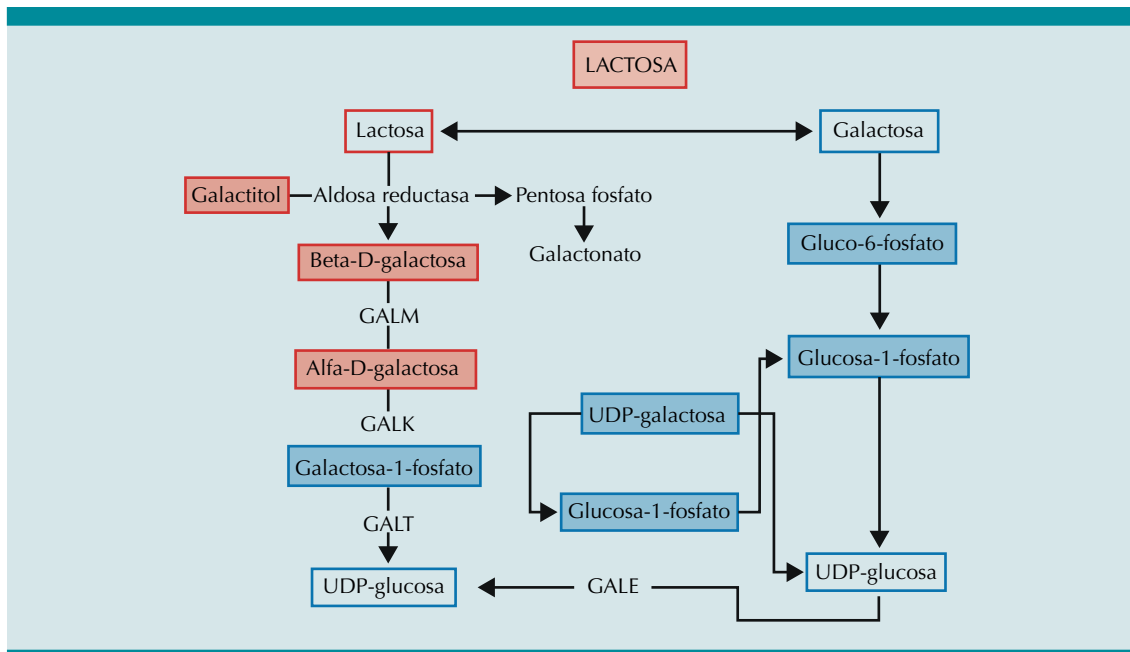 LACTOSA
Lactosa
Galactosa
Galactitol
Aldosa reductasa
Pentosa fosfato
Gluco-6-fosfato
Beta-D-galactosa
Galactonato
GALM
Alfa-D-galactosa
Glucosa-1-fosfato
GALK
UDP-galactosa
Galactosa-1-fosfato
Glucosa-1-fosfato
GALT
UDP-glucosa
GALE
UDP-glucosa